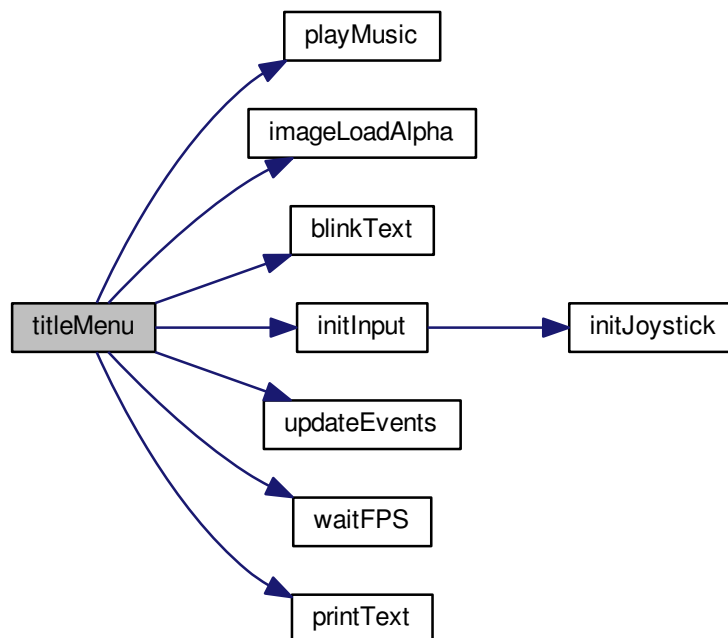 playMusic
imageLoadAlpha
blinkText
titleMenu
initInput
initJoystick
updateEvents
waitFPS
printText